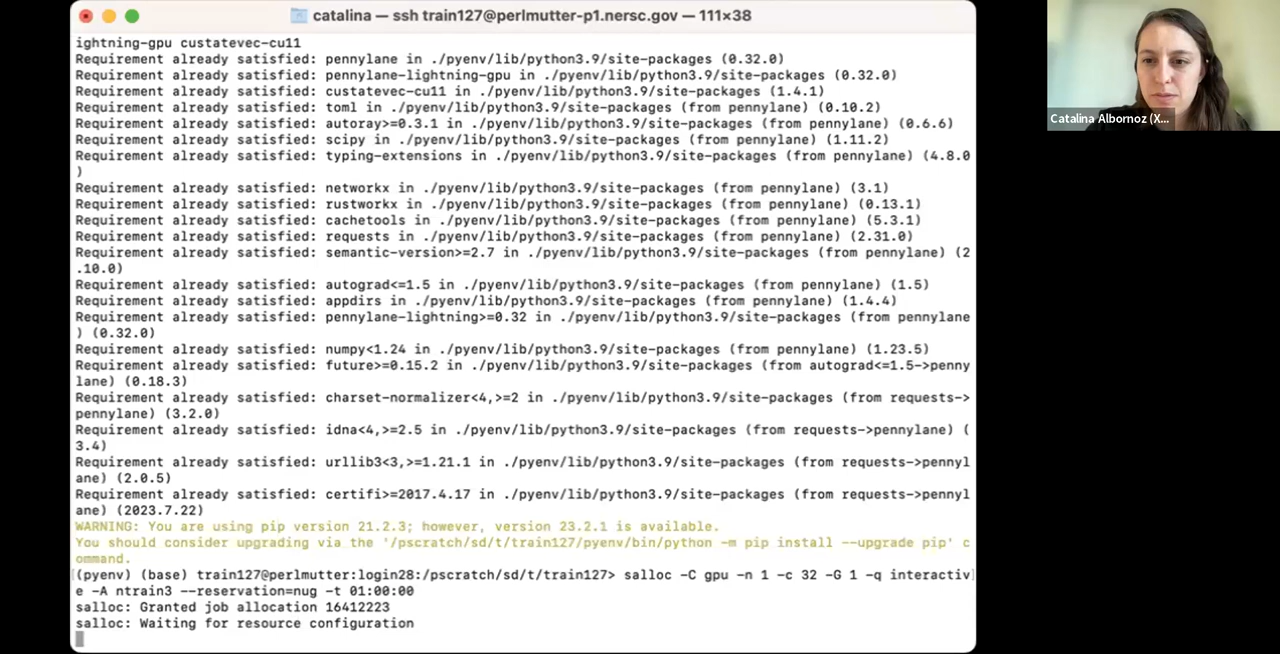 catalina — ssh train127@perlmutter-p1.nersc.gov — 111×38
ightning-gpu custatevec-cu11
Requirement already satisfied: pennylane in ./pyenv/lib/python3.9/site-packages (0.32.0)
Requirement already satisfied: pennylane-lightning-gpu in ./pyenv/lib/python3.9/site-packages (0.32.0)
Requirement already satisfied: custatevec-cu11 in ./pyenv/lib/python3.9/site-packages (1.4.1)
Requirement already satisfied: toml in ./pyenv/lib/python3.9/site-packages (from pennylane) (0.10.2)
Requirement already satisfied: autoray>=0.3.1 in ./pyenv/lib/python3.9/site-packages (from pennylane) (0.6.6)
Requirement already satisfied: scipy in ./pyenv/lib/python3.9/site-packages (from pennylane) (1.11.2)
Requirement already satisfied: typing-extensions in ./pyenv/lib/python3.9/site-packages (from pennylane) (4.8.0
)
Requirement already satisfied: networkx in ./pyenv/lib/python3.9/site-packages (from pennylane) (3.1)
Requirement already satisfied: rustworkx in ./pyenv/lib/python3.9/site-packages (from pennylane) (0.13.1)
Requirement already satisfied: cachetools in ./pyenv/lib/python3.9/site-packages (from pennylane) (5.3.1)
Requirement already satisfied: requests in ./pyenv/lib/python3.9/site-packages (from pennylane) (2.31.0)
Requirement already satisfied: semantic-version>=2.7 in ./pyenv/lib/python3.9/site-packages (from pennylane) (2
.10.0)
Requirement already satisfied: autograd<=1.5 in ./pyenv/lib/python3.9/site-packages (from pennylane) (1.5)
Requirement already satisfied: appdirs in ./pyenv/lib/python3.9/site-packages (from pennylane) (1.4.4)
Requirement already satisfied: pennylane-lightning>=0.32 in ./pyenv/lib/python3.9/site-packages (from pennylane
) (0.32.0)
Requirement already satisfied: numpy<1.24 in ./pyenv/lib/python3.9/site-packages (from pennylane) (1.23.5)
Requirement already satisfied: future>=0.15.2 in ./pyenv/lib/python3.9/site-packages (from autograd<=1.5->penny
lane) (0.18.3)
Requirement already satisfied: charset-normalizer<4,>=2 in ./pyenv/lib/python3.9/site-packages (from requests->
pennylane) (3.2.0)
Requirement already satisfied: idna<4,>=2.5 in ./pyenv/lib/python3.9/site-packages (from requests->pennylane) (
3.4)
Requirement already satisfied: urllib3<3,>=1.21.1 in ./pyenv/lib/python3.9/site-packages (from requests->pennyl
ane) (2.0.5)
Requirement already satisfied: certifi>=2017.4.17 in ./pyenv/lib/python3.9/site-packages (from requests->pennyl
ane) (2023.7.22)
WARNING: You are using pip version 21.2.3; however, version 23.2.1 is available.
You should consider upgrading via the '/pscratch/sd/t/train127/pyenv/bin/python -m pip install --upgrade pip' c
ommand.
[(pyenv) (base) train127@perlmutter:login28:/pscratch/sd/t/train127> salloc -C gpu -n 1 -c 32 -G 1 -q interactiv]
e -A ntrain3 --reservation=nug -t 01:00:00
salloc: Granted job allocation 16412223
salloc: Waiting for resource configuration
Catalina Albornoz (X...